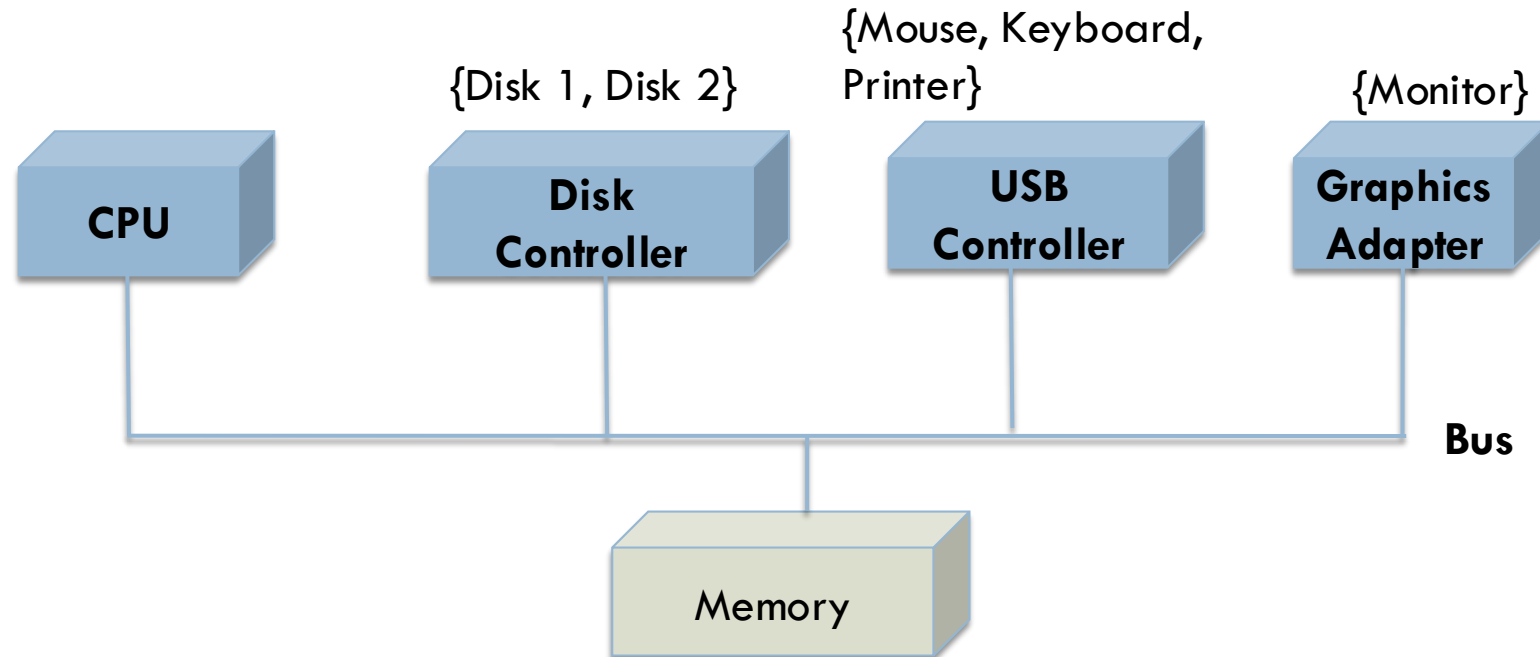 {Mouse, Keyboard,
Printer}
{Disk 1, Disk 2}
{Monitor}
CPU
Disk
Controller
USB
Controller
Graphics
Adapter
Bus
Memory